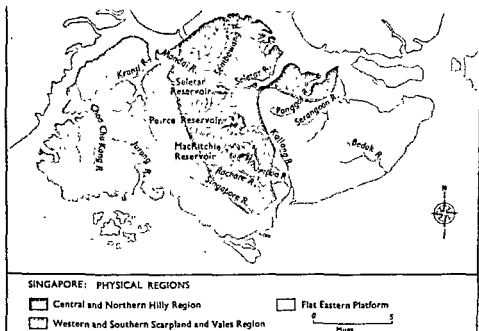 Kranji R.
Mandai R.
Seletar
Reservoir
Seletar R.
Punggol R.
Serangoon R.
Peirce Reservoir
Chua Chu Kang R.
Jurong R.
MacRitchie
Reservoir
Kallang R.
Rochore R.
Singapore R.
Bedok R.
N
SINGAPORE: PHYSICAL REGIONS
Central and Northern Hilly Region
Flat Eastern Platform
Western and Southern Scarpland and Vales Region
0 5
Miles